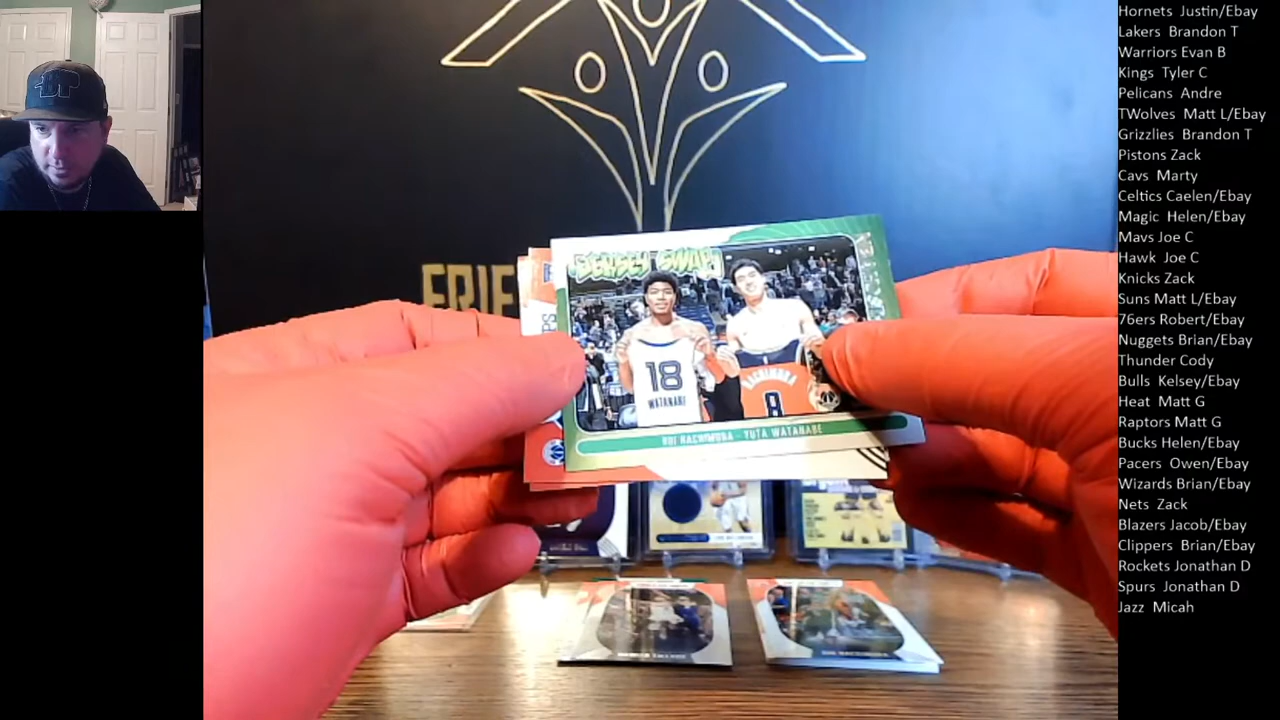 Hornets Justin/Ebay
Lakers Brandon T
Warriors Evan B
Kings Tyler C
Pelicans Andre
TWolves Matt L/Ebay
Grizzlies Brandon T
Pistons Zack
Cavs Marty
Celtics Caelen/Ebay
Magic Helen/Ebay
Mavs Joe C
Hawk Joe C
Knicks Zack
Suns Matt L/Ebay
76ers Robert/Ebay
Nuggets Brian/Ebay
Thunder Cody
Bulls Kelsey/Ebay
Heat Matt G
Raptors Matt G
Bucks Helen/Ebay
Pacers Owen/Ebay
Wizards Brian/Ebay
Nets Zack
Blazers Jacob/Ebay
Clippers Brian/Ebay
Rockets Jonathan D
Spurs Jonathan D
Jazz Micah
JERSEY SWAP
18
WATANABE
HACHIMURA
8
RUI HACHIMURA - YUTA WATANABE